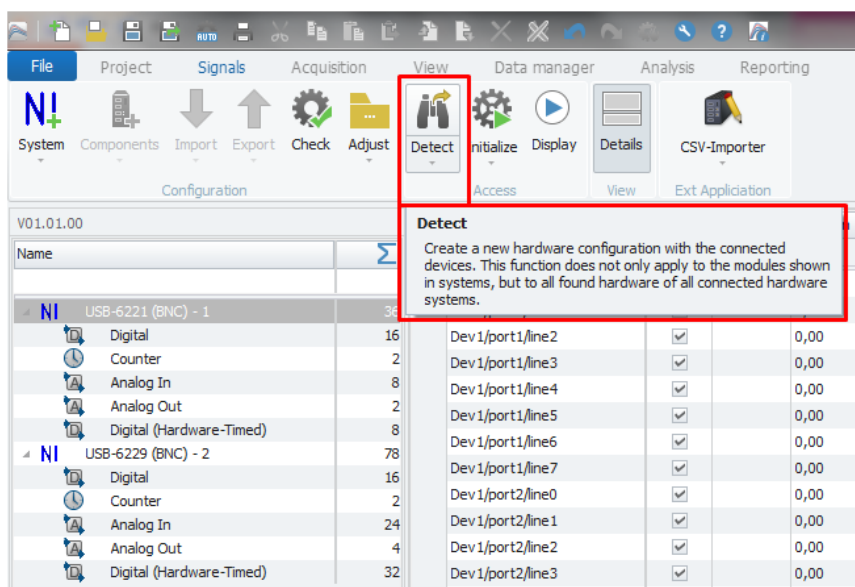 AUTO
File Project Signals Acquisition View Data manager Analysis Reporting
NI
System Components Import Export Check Adjust Detect nitialize Display Details CSV-Importer
Configuration Access View Ext Appliciation
V01.01.00
Detect
Name Σ
Create a new hardware configuration with the connected
devices. This function does not only apply to the modules shown
in systems, but to all found hardware of all connected hardware
systems.
NI USB-6221 (BNC) - 1 36
Digital 16 Dev1/port1/line2 0,00
Counter 2 Dev1/port1/line3 0,00
Analog In 8 Dev1/port1/line4 0,00
Analog Out 2 Dev1/port1/line5 0,00
Digital (Hardware-Timed) 8 Dev1/port1/line6 0,00
NI USB-6229 (BNC) - 2 78 Dev1/port1/line7 0,00
Digital 16 Dev1/port2/line0 0,00
Counter 2 Dev1/port2/line1 0,00
Analog In 24
Analog Out 4 Dev1/port2/line2 0,00
Digital (Hardware-Timed) 32 Dev1/port2/line3 0,00